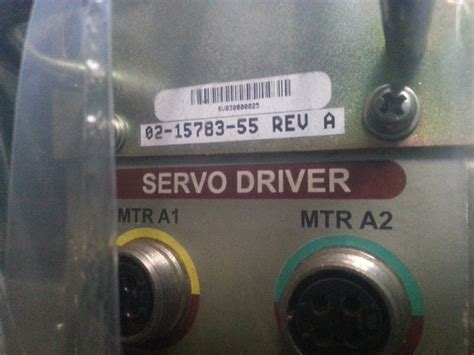 02-15783-55 REV A
SERVO DRIVER
MTR A1
MTR A2